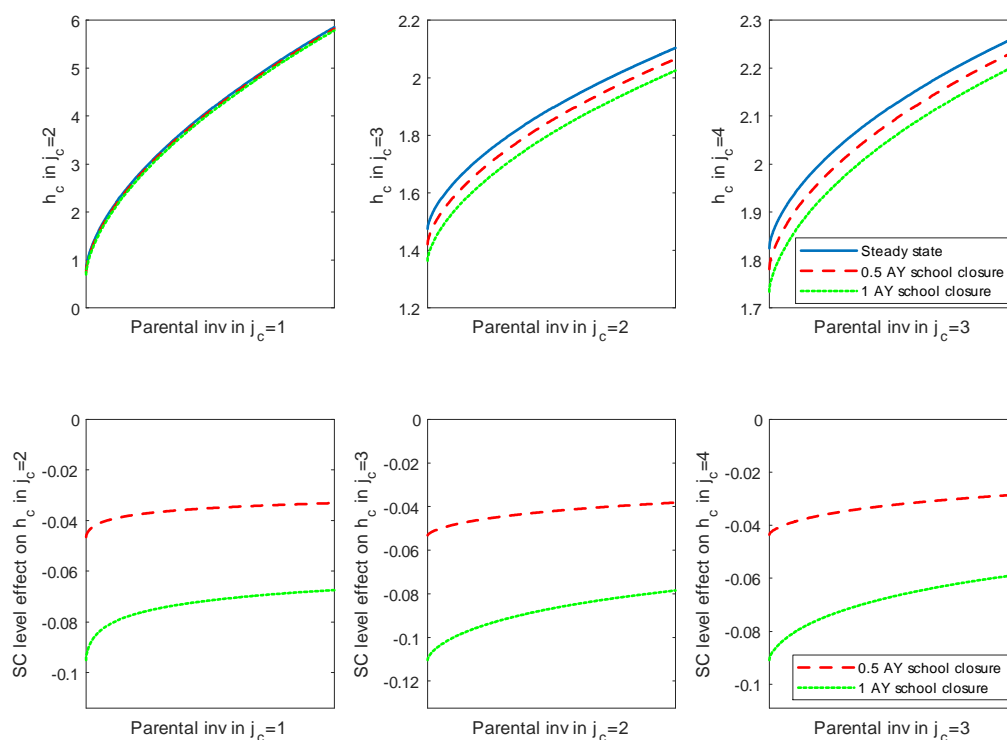 6
5
4
3
2
1
0
h_c in j_c=2
Parental inv in j_c=1
2.2
2
1.8
1.6
1.4
1.2
h_c in j_c=3
Parental inv in j_c=2
2.3
2.2
2.1
2
1.9
1.8
1.7
h_c in j_c=4
Steady state
0.5 AY school closure
1 AY school closure
Parental inv in j_c=3
0
-0.02
-0.04
-0.06
-0.08
-0.1
SC level effect on h_c in j_c=2
Parental inv in j_c=1
0
-0.02
-0.04
-0.06
-0.08
-0.1
-0.12
SC level effect on h_c in j_c=3
Parental inv in j_c=2
0
-0.02
-0.04
-0.06
-0.08
-0.1
SC level effect on h_c in j_c=4
0.5 AY school closure
1 AY school closure
Parental inv in j_c=3